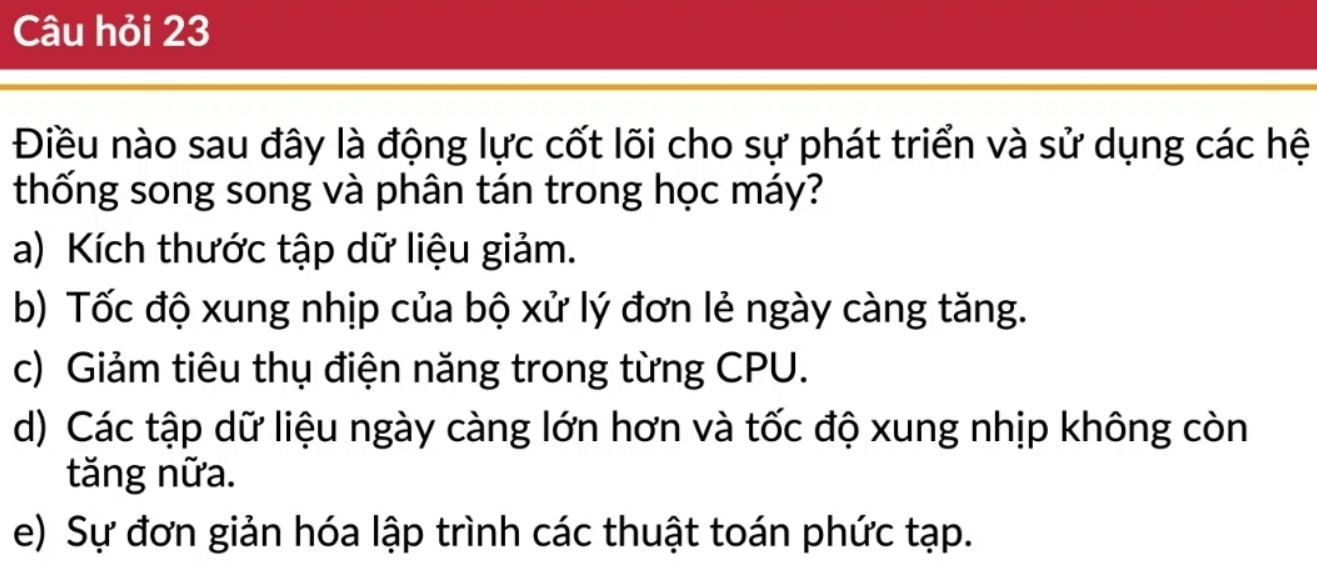 Câu hỏi 23
Điều nào sau đây là động lực cốt lõi cho sự phát triển và sử dụng các hệ
thống song song và phân tán trong học máy?
a) Kích thước tập dữ liệu giảm.
b) Tốc độ xung nhịp của bộ xử lý đơn lẻ ngày càng tăng.
c) Giảm tiêu thụ điện năng trong từng CPU.
d) Các tập dữ liệu ngày càng lớn hơn và tốc độ xung nhịp không còn
tăng nữa.
e) Sự đơn giản hóa lập trình các thuật toán phức tạp.